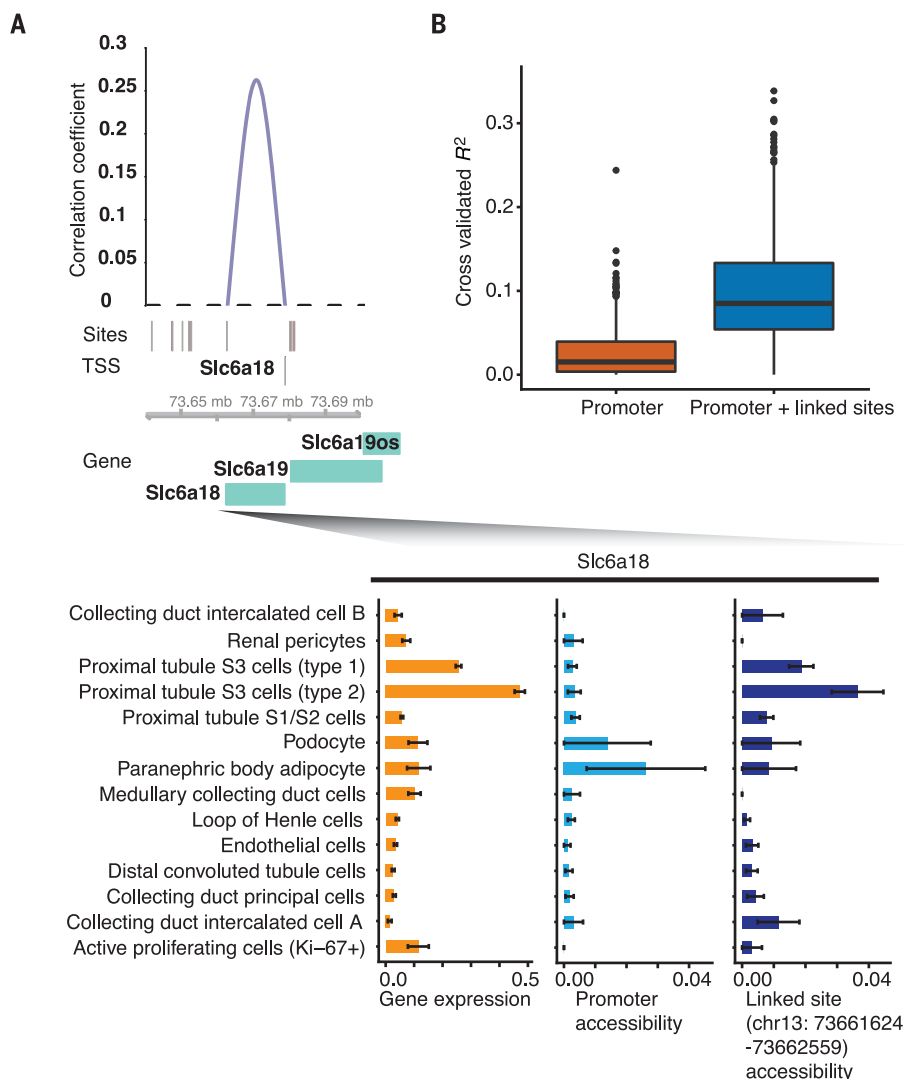 A
Correlation coefficient
0.3
0.25
0.2
0.15
0.1
0.05
0
Sites
TSS
Slc6a18
73.65 mb
73.67 mb
73.69 mb
Gene
Slc6a19os
Slc6a19
Slc6a18
B
Cross validated R²
0.3
0.2
0.1
0.0
Promoter
Promoter + linked sites
Slc6a18
Collecting duct intercalated cell B
Renal pericytes
Proximal tubule S3 cells (type 1)
Proximal tubule S3 cells (type 2)
Proximal tubule S1/S2 cells
Podocyte
Paranephric body adipocyte
Medullary collecting duct cells
Loop of Henle cells
Endothelial cells
Distal convoluted tubule cells
Collecting duct principal cells
Collecting duct intercalated cell A
Active proliferating cells (Ki−67+)
0.0
0.5
Gene expression
0.00
0.04
Promoter
accessibility
0.00
0.04
Linked site
(chr13: 73661624
-73662559)
accessibility